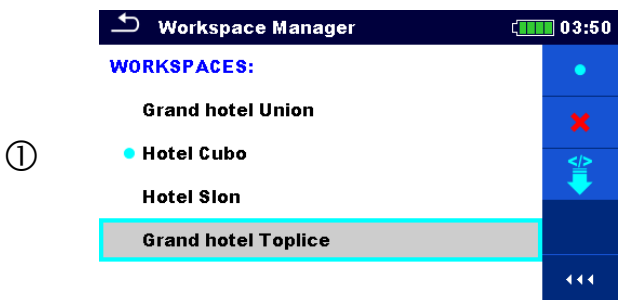 Workspace Manager 03:50
WORKSPACES:
Grand hotel Union
① Hotel Cubo
Hotel Slon
Grand hotel Toplice